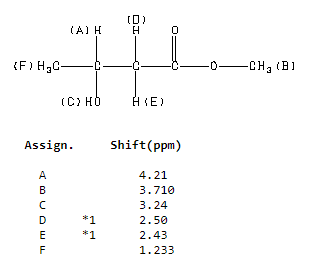 (D)
(A) H H O
(F) H₃C C C C O CH₃ (B)
(C) HO H (E)
Assign. Shift(ppm)
A 4.21
B 3.710
C 3.24
D *1 2.50
E *1 2.43
F 1.233